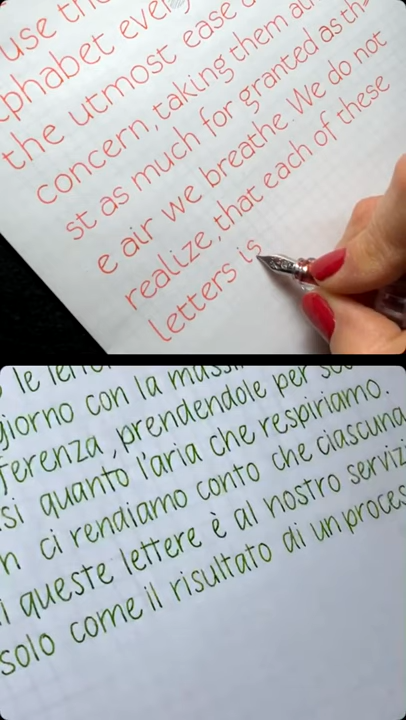 use the
phabet every
the utmost ease
concern, taking them
st as much for granted as th-
e air we breathe. We do not
realize, that each of these
letters is
le lette
giorno con la mass
ferenza, prendendole per
si quanto l'aria che respiriamo.
n ci rendiamo conto che ciascuna
i queste lettere è al nostro serviz
solo come il risultato di un proces